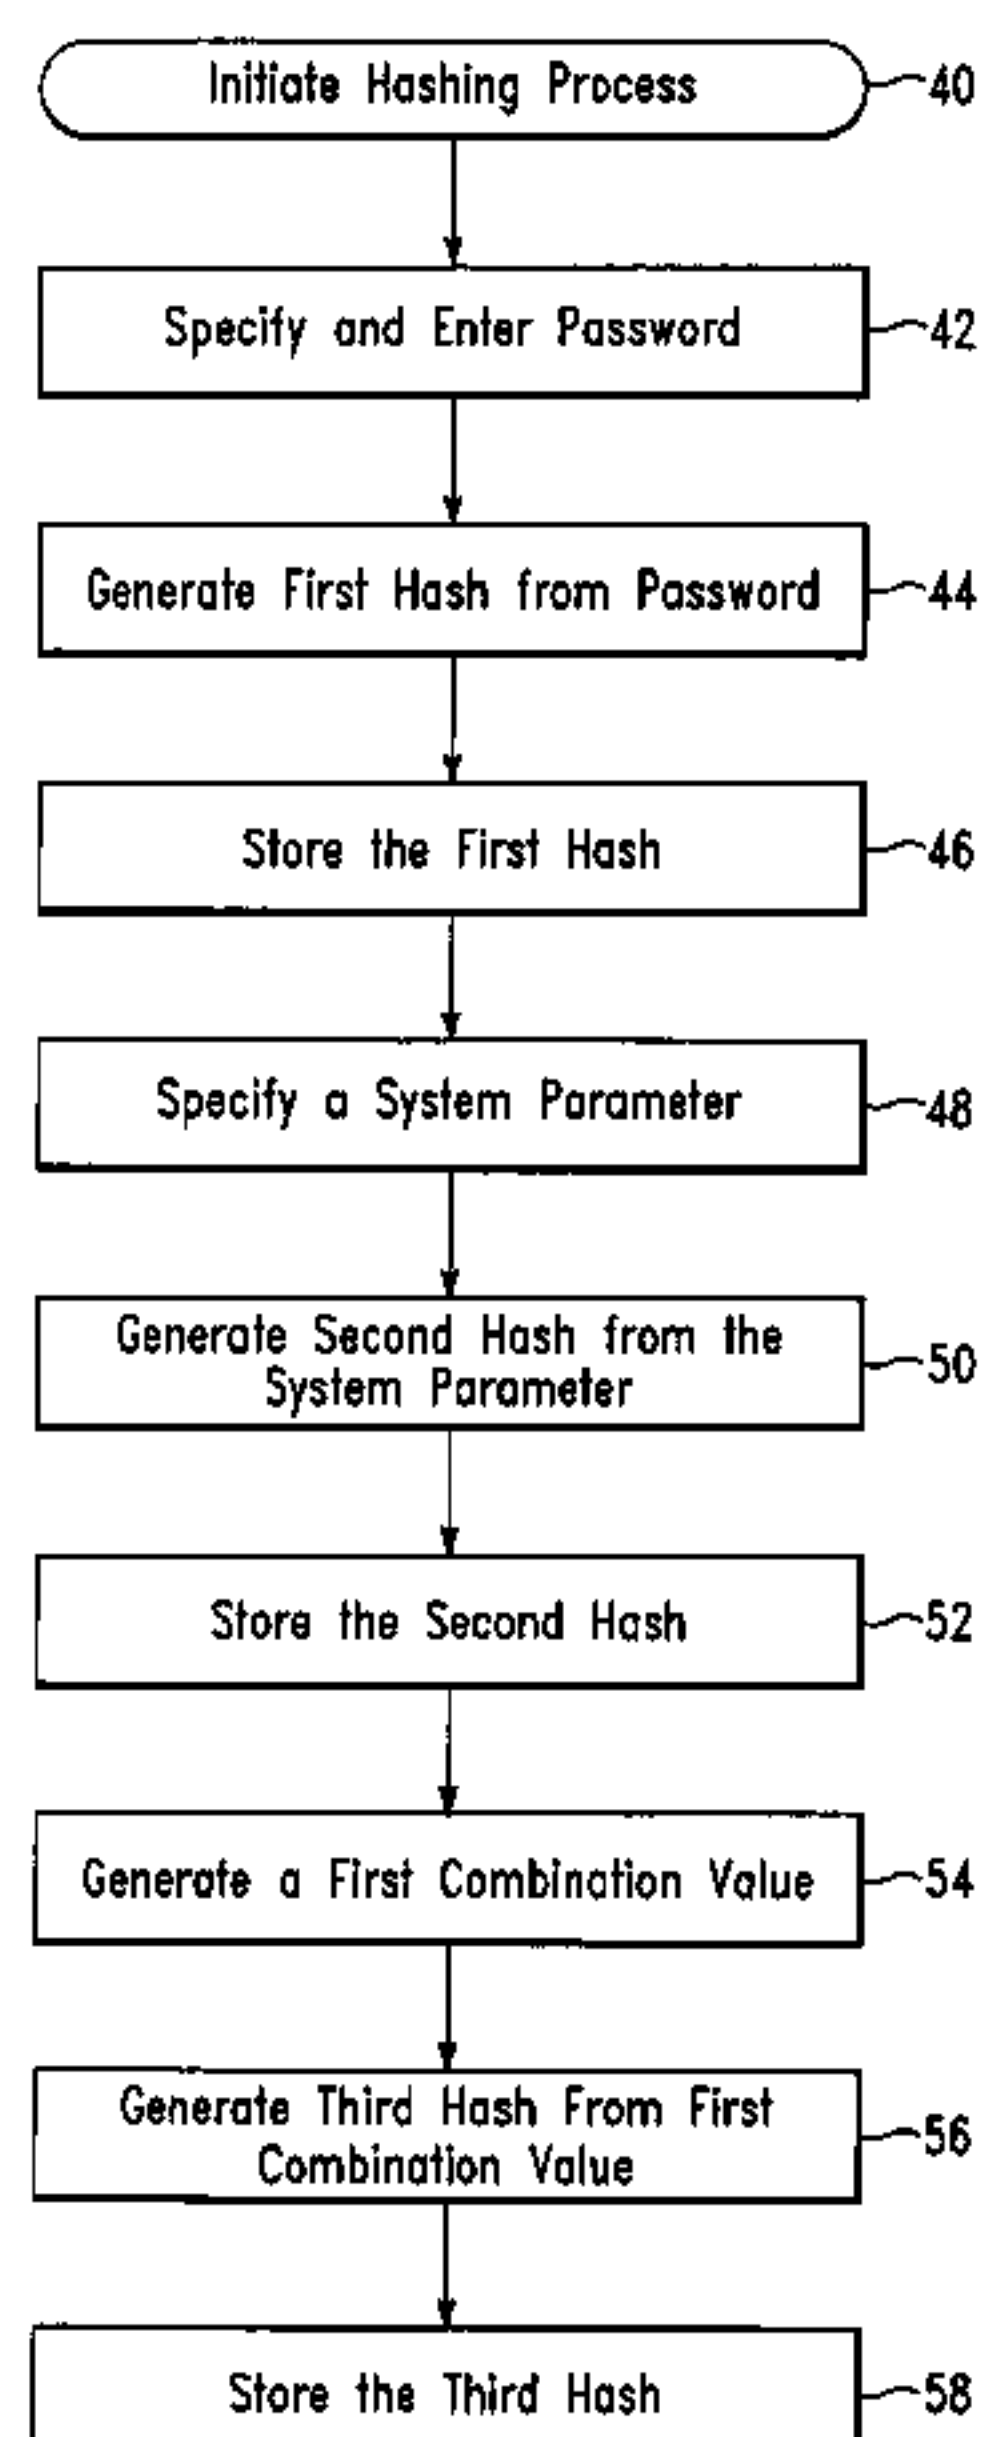 Initiate Hashing Process
40
Specify and Enter Password
42
Generate First Hash from Password
44
Store the First Hash
46
Specify a System Parameter
48
Generate Second Hash from the
System Parameter
50
Store the Second Hash
52
Generate a First Combination Value
54
Generate Third Hash From First
Combination Value
56
Store the Third Hash
58